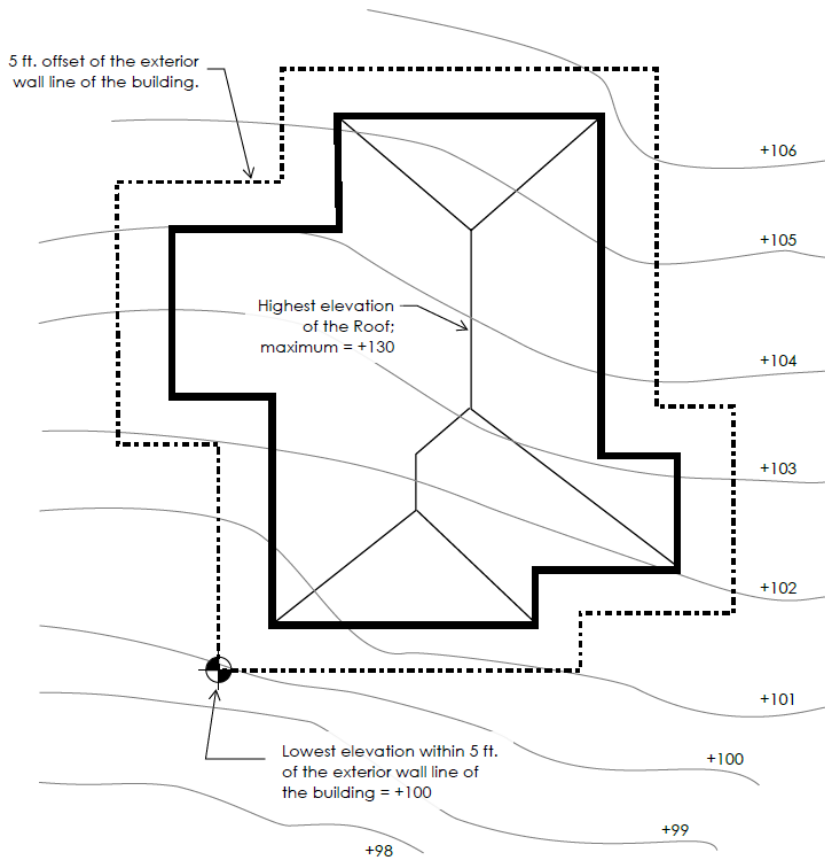 5 ft. offset of the exterior
wall line of the building.
+106
+105
Highest elevation
of the Roof;
maximum = +130
+104
+103
+102
+101
Lowest elevation within 5 ft.
of the exterior wall line of
the building = +100
+100
+99
+98